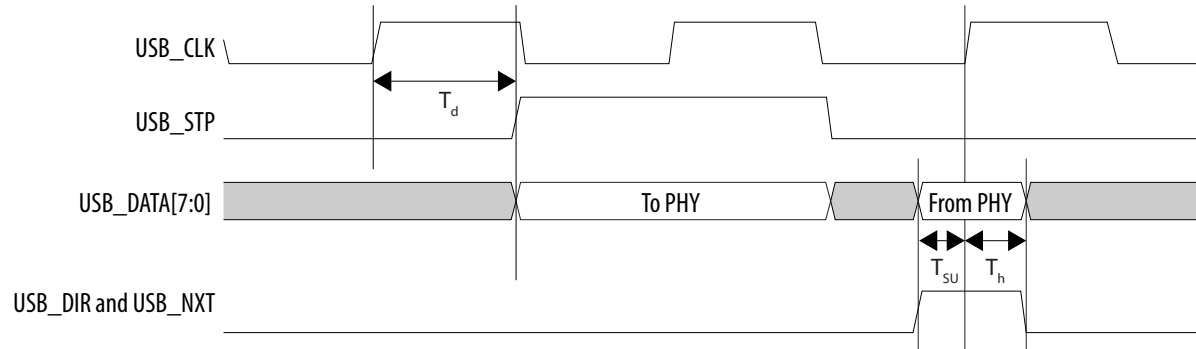 USB_CLK
T_d
USB_STP
USB_DATA[7:0]
To PHY
From PHY
T_SU
T_h
USB_DIR and USB_NXT